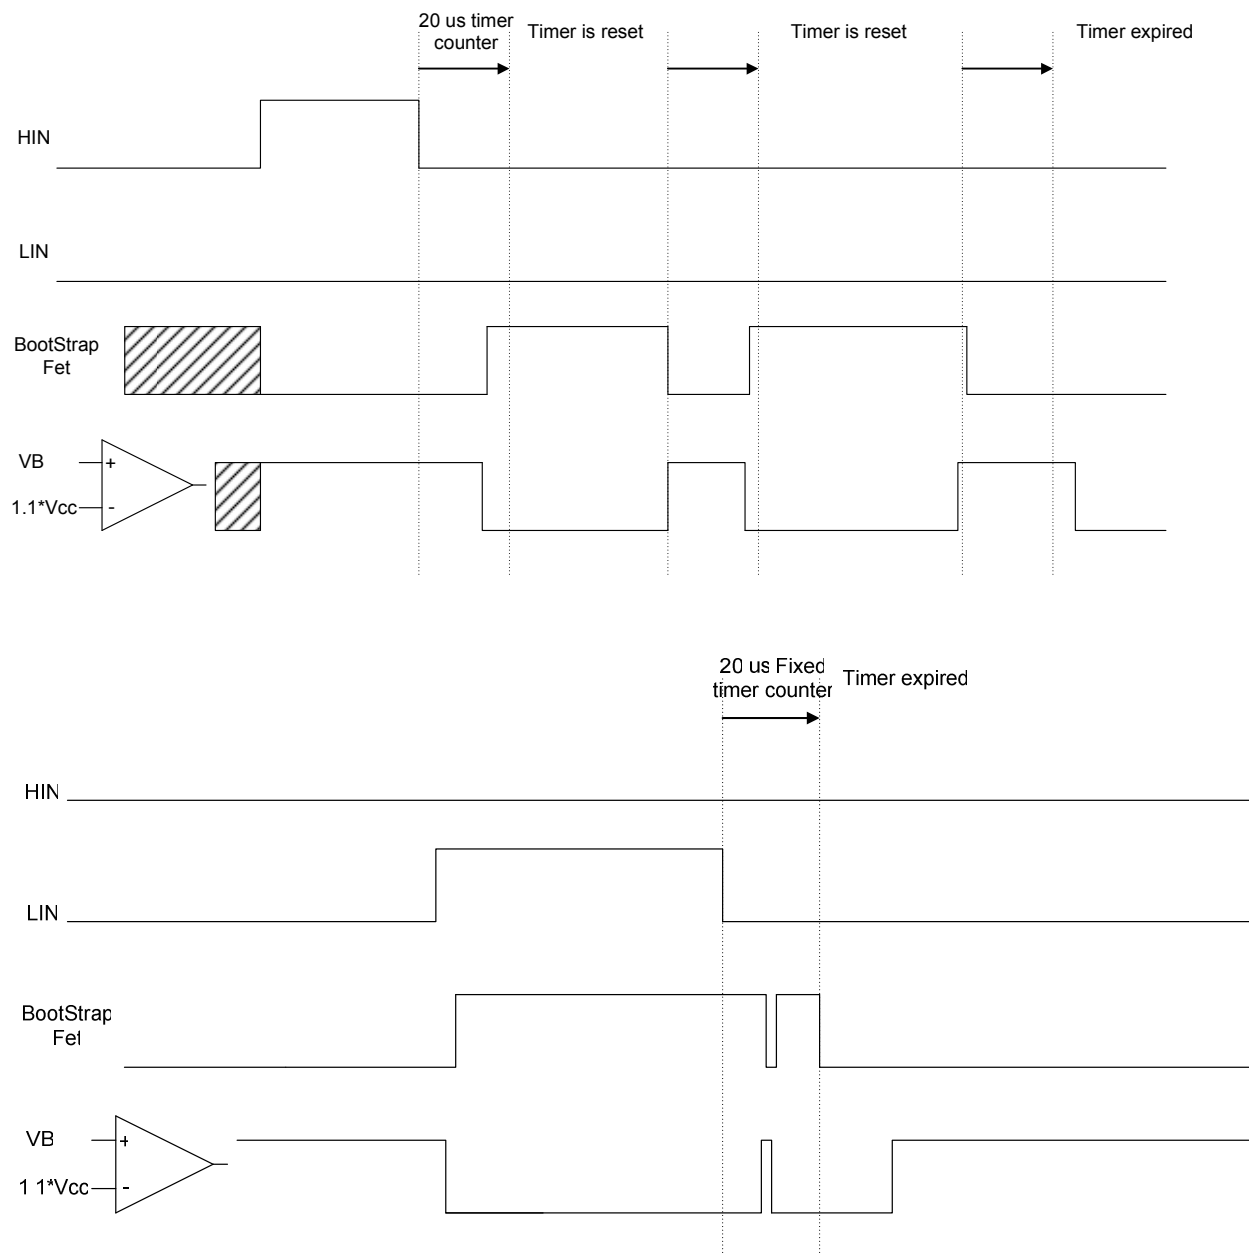 20 us timer
counter
Timer is reset
Timer is reset
Timer expired
HIN
LIN
BootStrap
Fet
VB
+
1.1*Vcc
-
20 us Fixed
timer counter
Timer expired
HIN
LIN
BootStrap
Fet
VB
+
1 1*Vcc
-